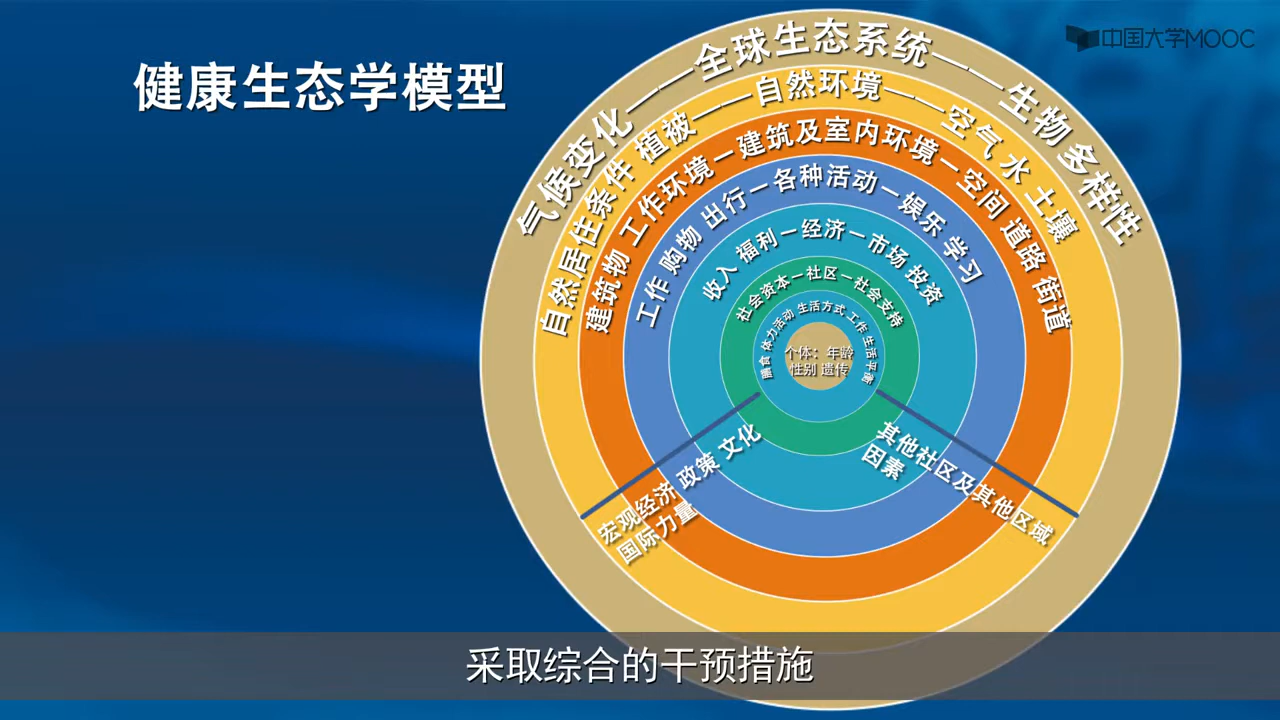 中国大学MOOC
健康生态学模型
气候变化——全球生态系统——生物多样性
自然居住条件 植被——自然环境——空气 水 土壤
建筑物 工作环境－建筑及室内环境－空间 道路 街道
工作 购物 出行－各种活动－娱乐 学习
收入 福利－经济－市场 投资
社会资本－社区－社会支持
膳食 体力活动 生活方式 工作 生活平衡
个体：年龄
性别 遗传
宏观经济 政策 文化
国际力量
其他社区及其他区域
因素
采取综合的干预措施